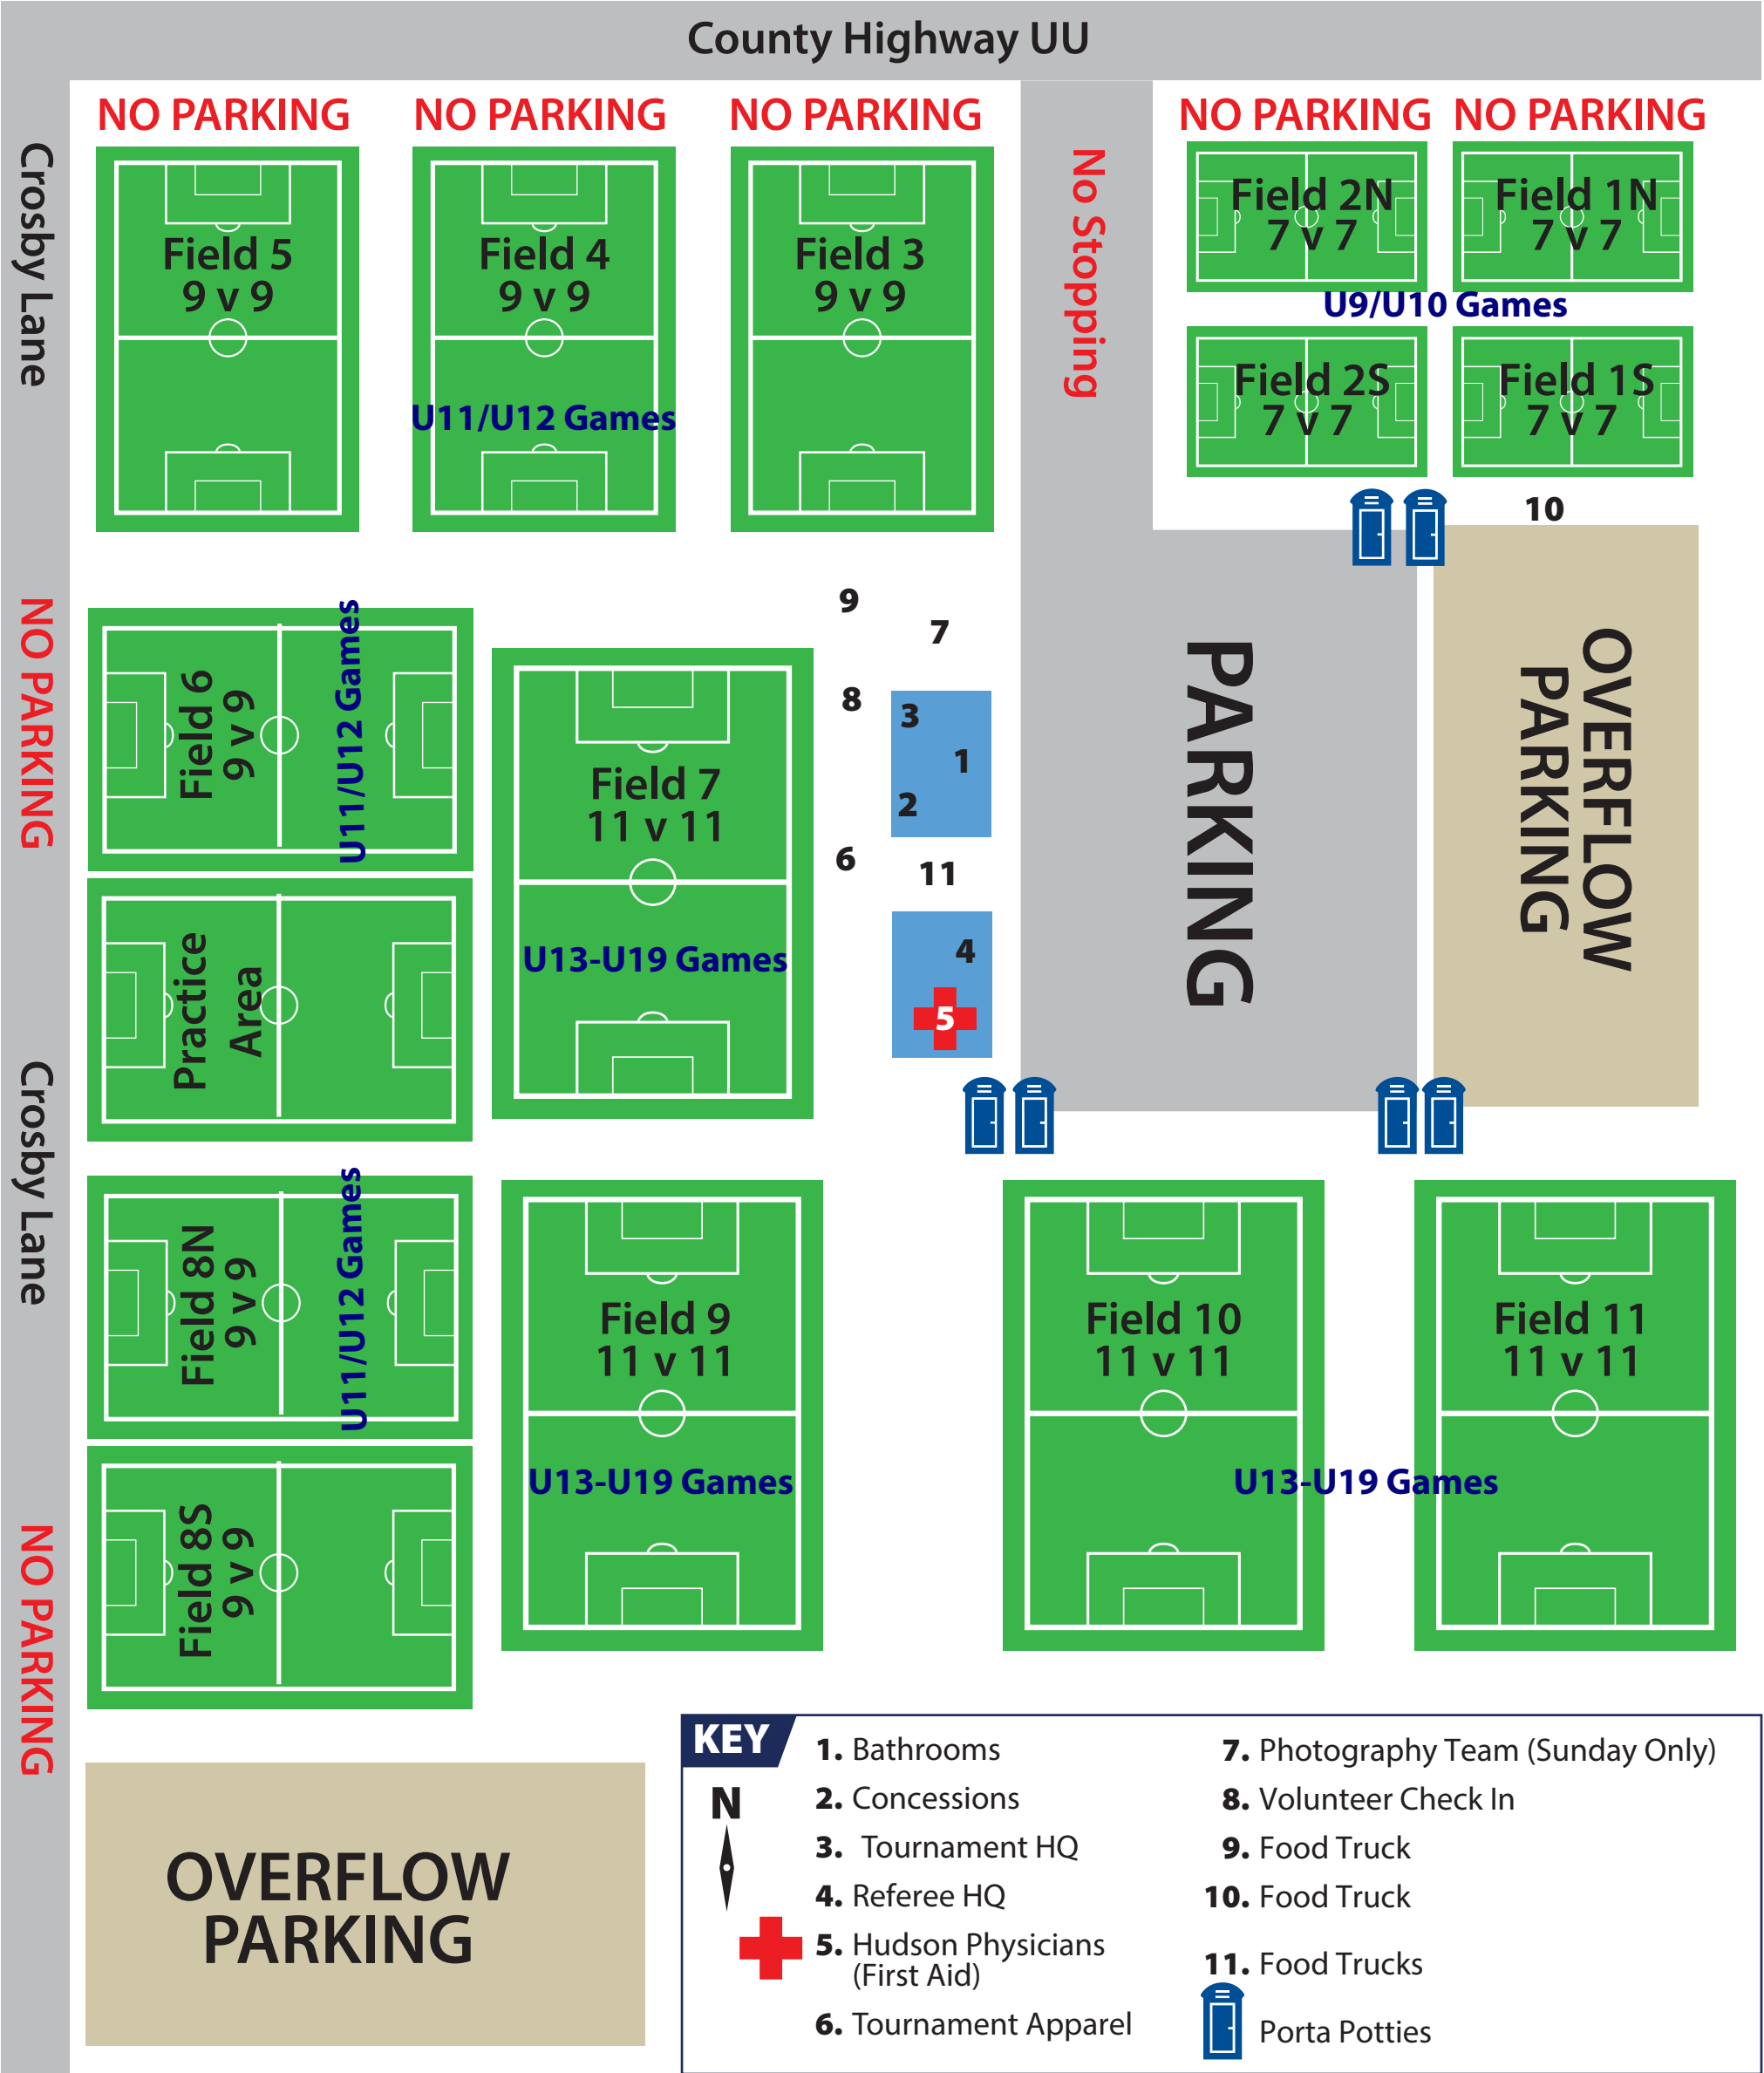 County Highway UU
NO PARKING
NO PARKING
NO PARKING
NO PARKING
NO PARKING
Crosby Lane
No Stopping
Field 5
9 v 9
Field 4
9 v 9
U11/U12 Games
Field 3
9 v 9
Field 2N
7 v 7
Field 1N
7 v 7
U9/U10 Games
Field 2S
7 v 7
Field 1S
7 v 7
10
NO PARKING
Field 6
9 v 9
U11/U12 Games
9
7
8
3
1
2
6
11
4
5
Field 7
11 v 11
U13-U19 Games
PARKING
OVERFLOW
PARKING
Practice
Area
Crosby Lane
Field 8N
9 v 9
U11/U12 Games
Field 9
11 v 11
U13-U19 Games
Field 10
11 v 11
Field 11
11 v 11
U13-U19 Games
Field 8S
9 v 9
NO PARKING
OVERFLOW
PARKING
KEY
N
1. Bathrooms
2. Concessions
3. Tournament HQ
4. Referee HQ
5. Hudson Physicians
(First Aid)
6. Tournament Apparel
7. Photography Team (Sunday Only)
8. Volunteer Check In
9. Food Truck
10. Food Truck
11. Food Trucks
Porta Potties